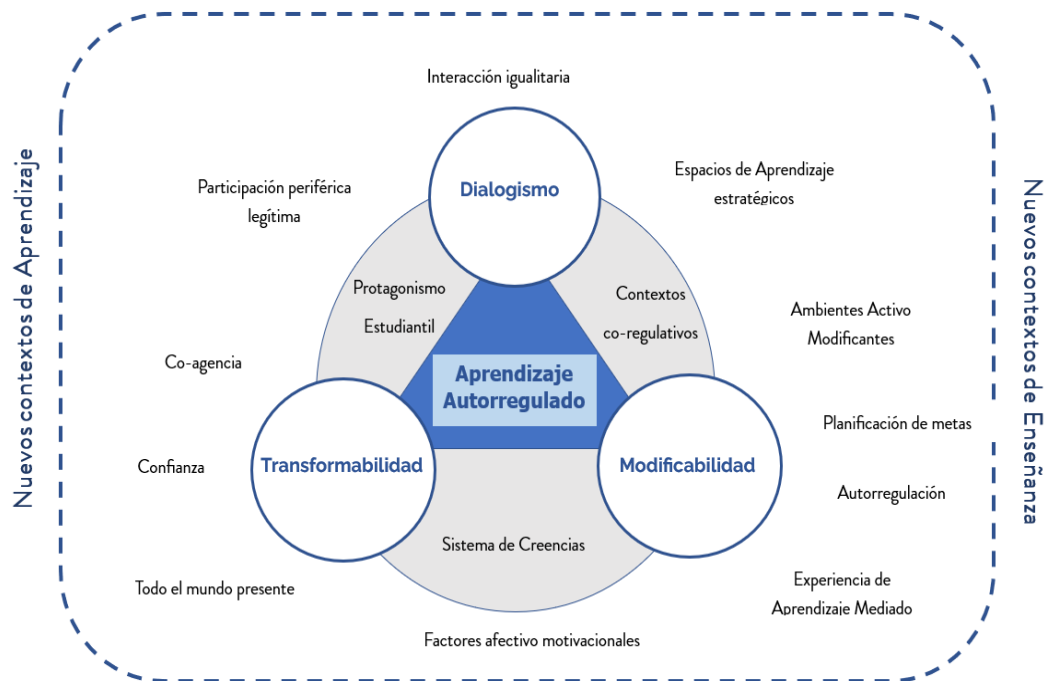 Interacción igualitaria
Dialogismo
Participación periférica
legítima
Espacios de Aprendizaje
estratégicos
Protagonismo
Estudiantil
Contextos
co-regulativos
Ambientes Activo
Modificantes
Co-agencia
Aprendizaje
Autorregulado
Planificación de metas
Confianza
Transformabilidad
Modificabilidad
Autorregulación
Sistema de Creencias
Todo el mundo presente
Experiencia de
Aprendizaje Mediado
Factores afectivo motivacionales
Nuevos contextos de Aprendizaje
Nuevos contextos de Enseñanza